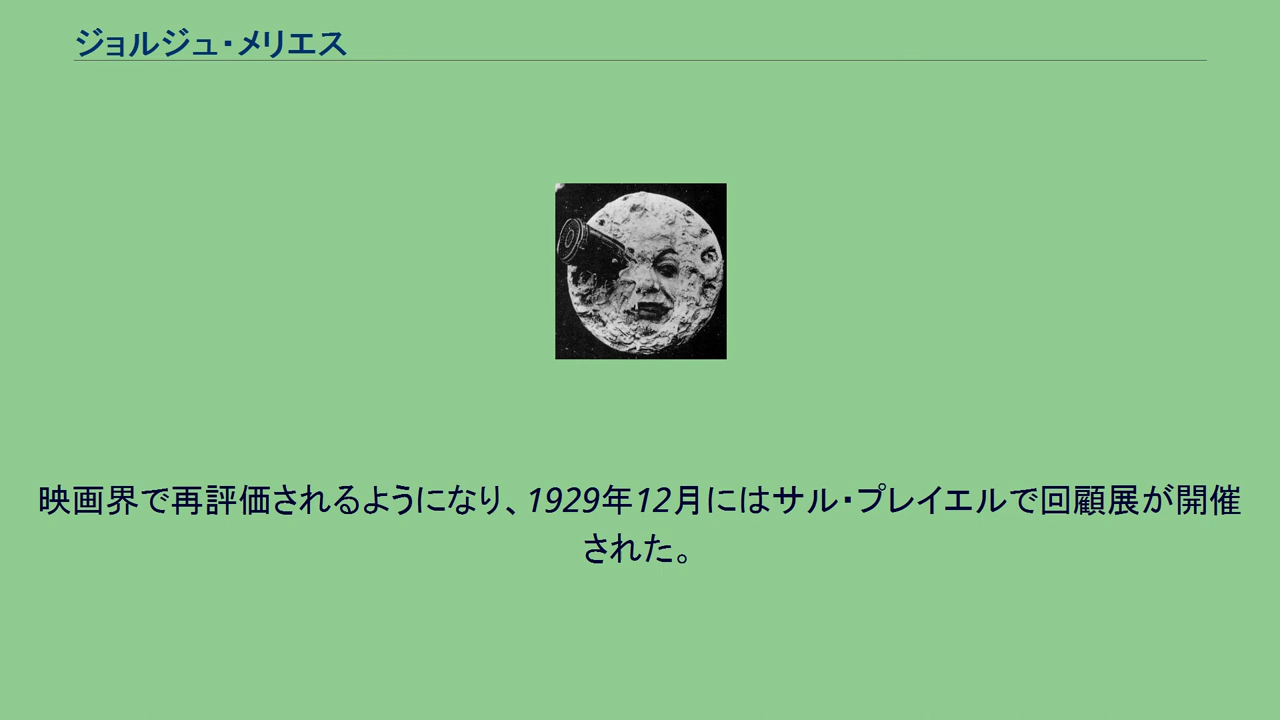 ジョルジュ・メリエス
映画界で再評価されるようになり、1929年12月にはサル・プレイエルで回顧展が開催
された。